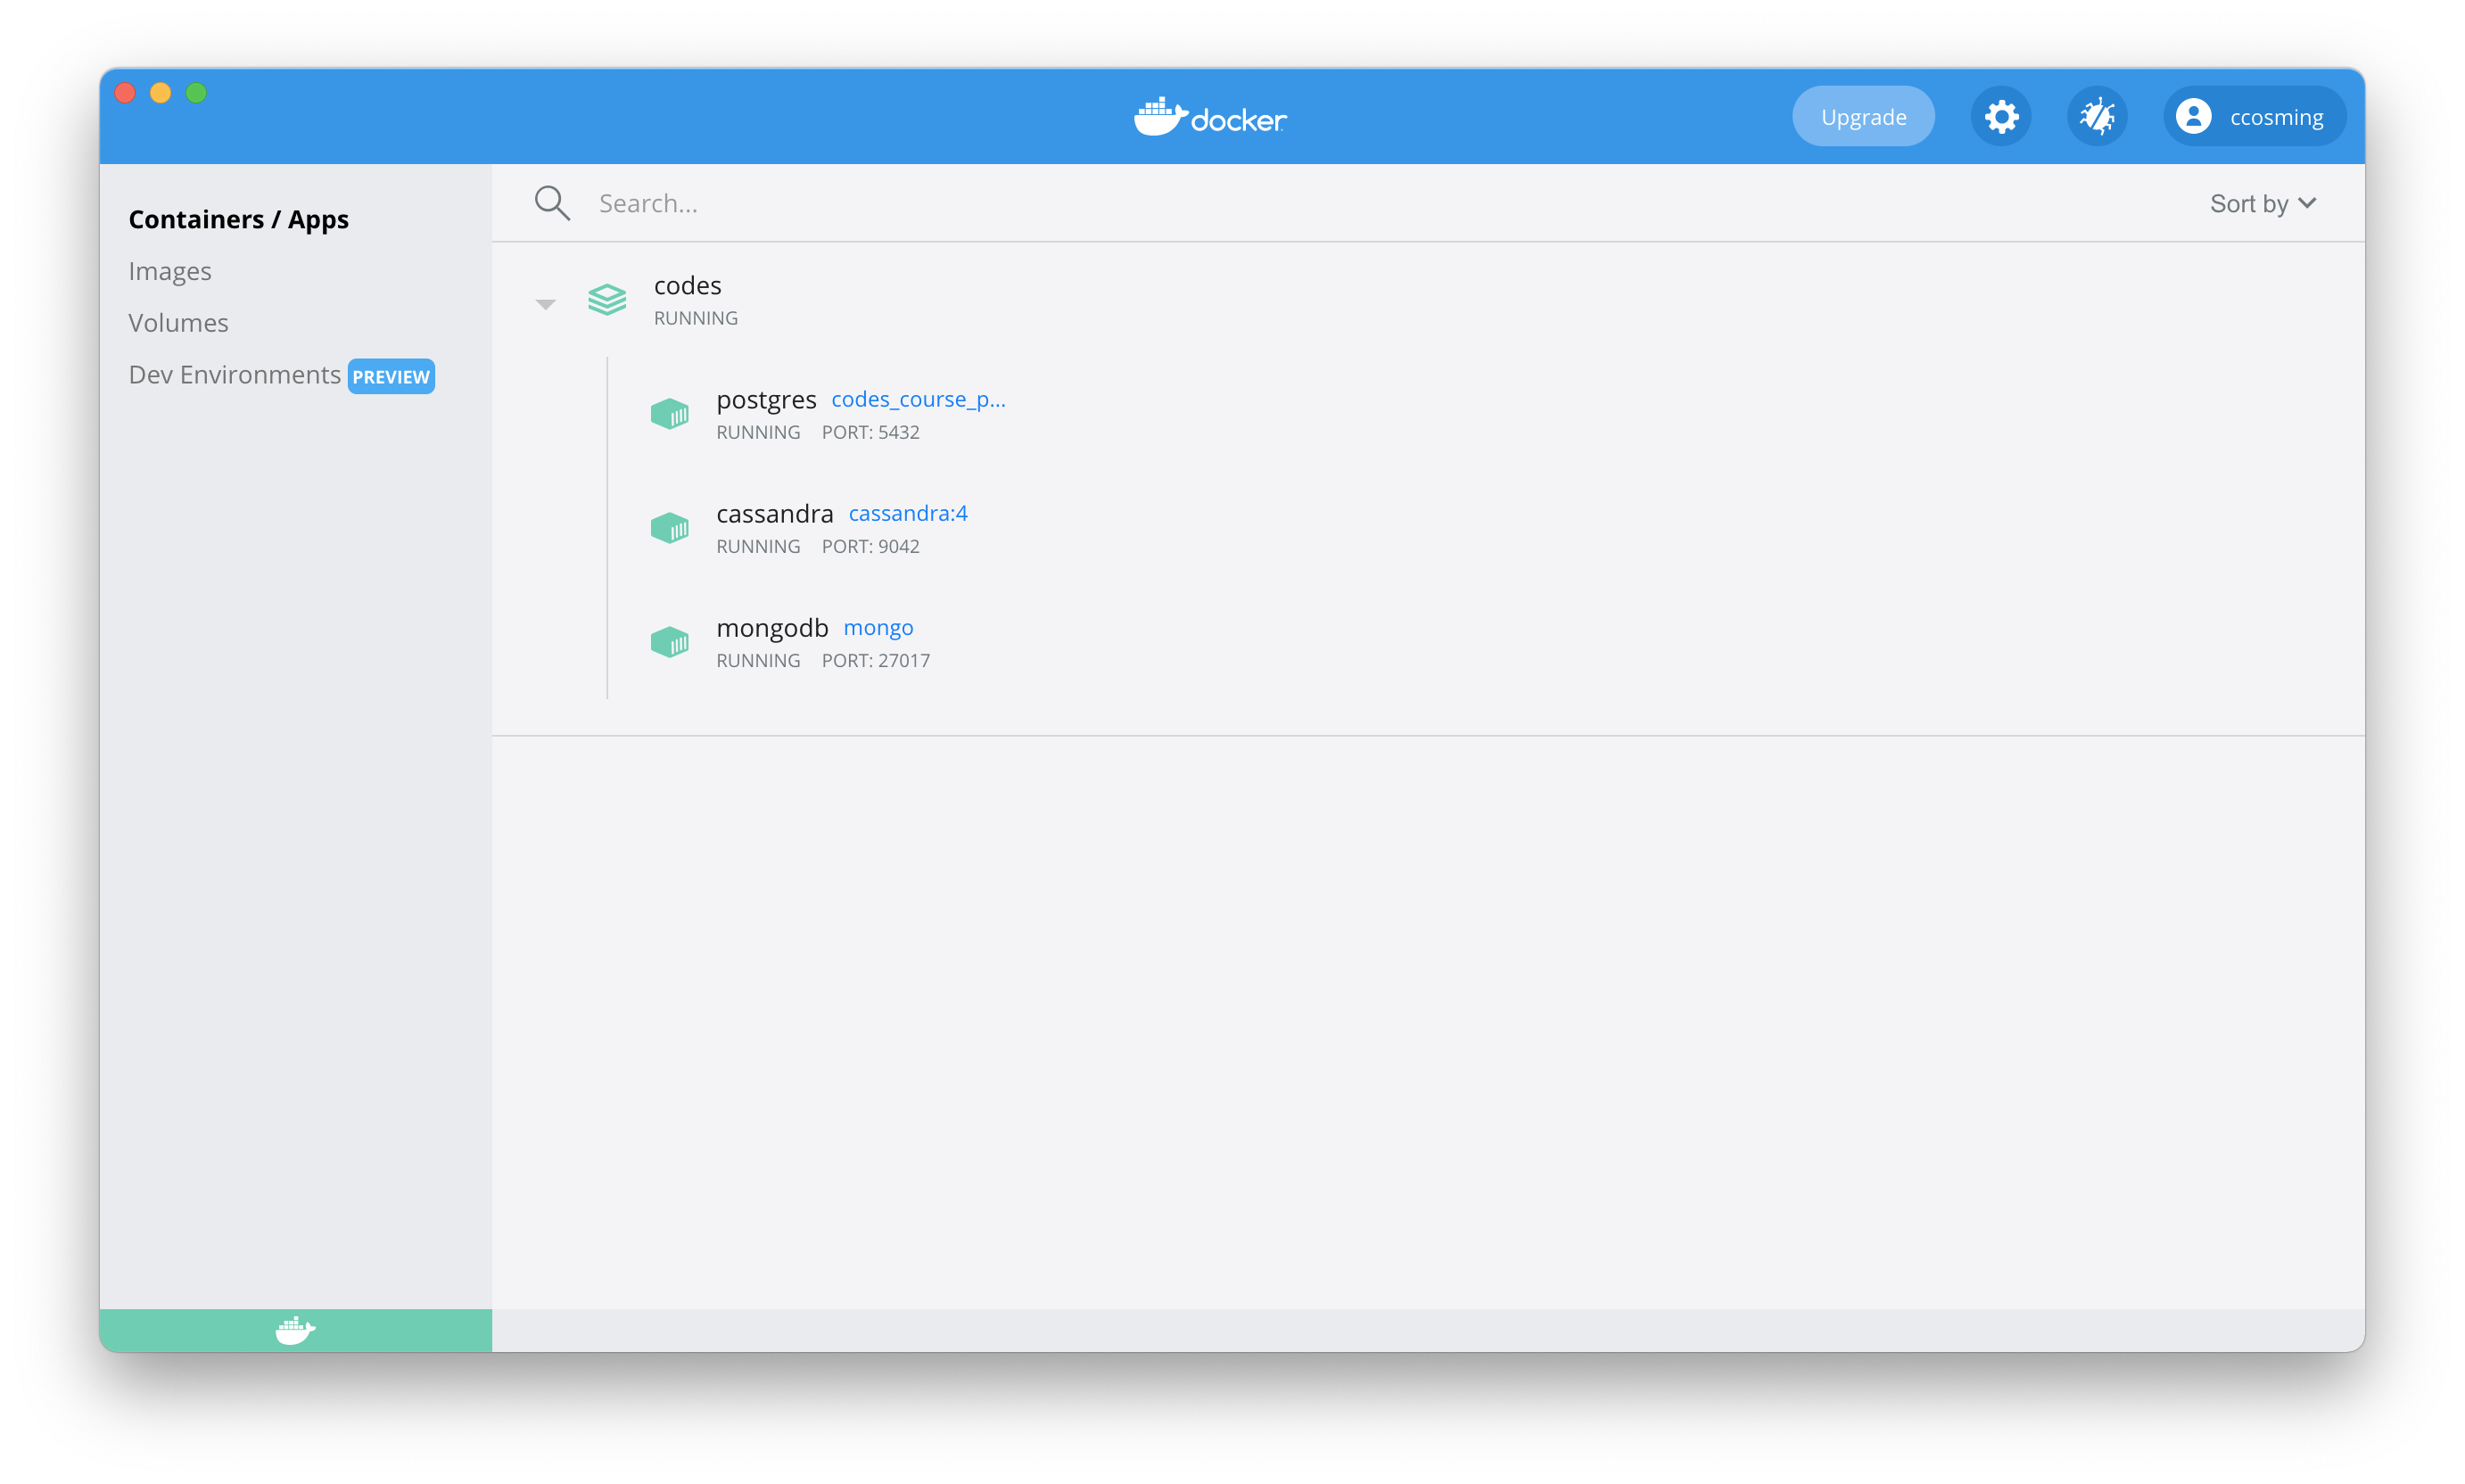 docker
Upgrade
ccosming
Containers / Apps
Images
Volumes
Dev Environments PREVIEW
Search...
Sort by
codes
RUNNING
postgres codes_course_p...
RUNNING PORT: 5432
cassandra cassandra:4
RUNNING PORT: 9042
mongodb mongo
RUNNING PORT: 27017